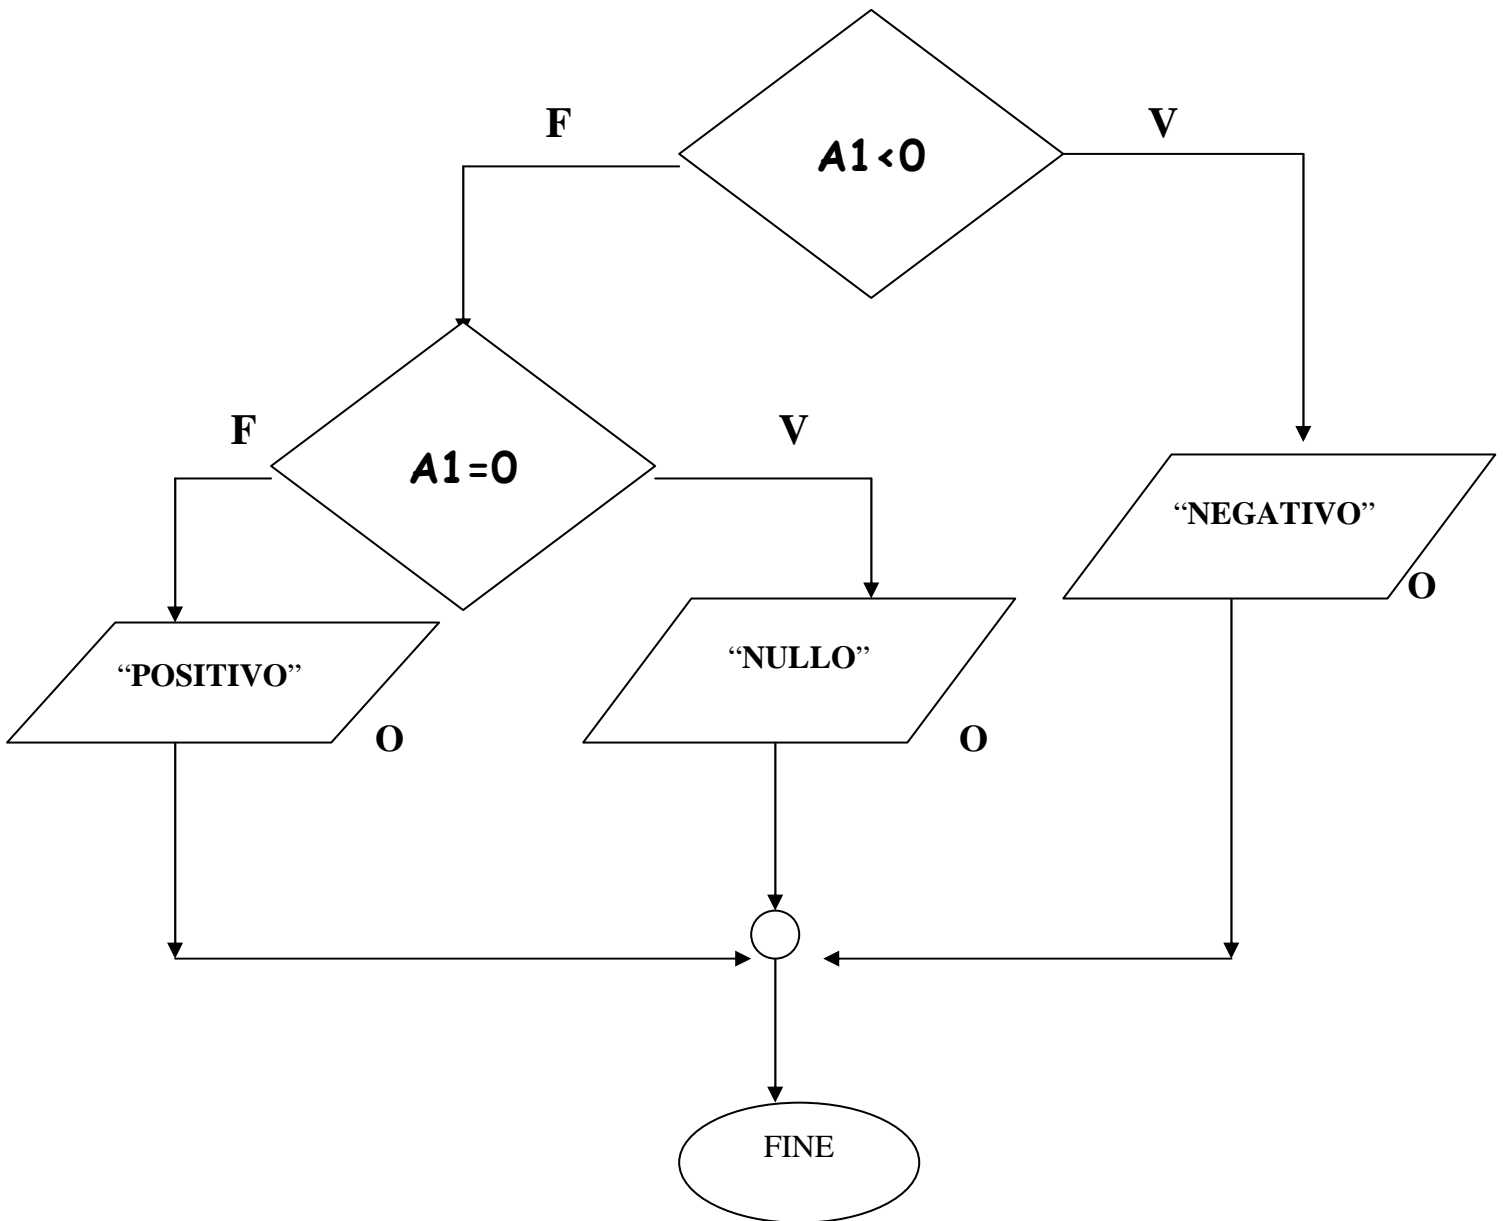 F
V
A1<0
F
V
A1=0
“NEGATIVO”
O
“POSITIVO”
O
“NULLO”
O
FINE